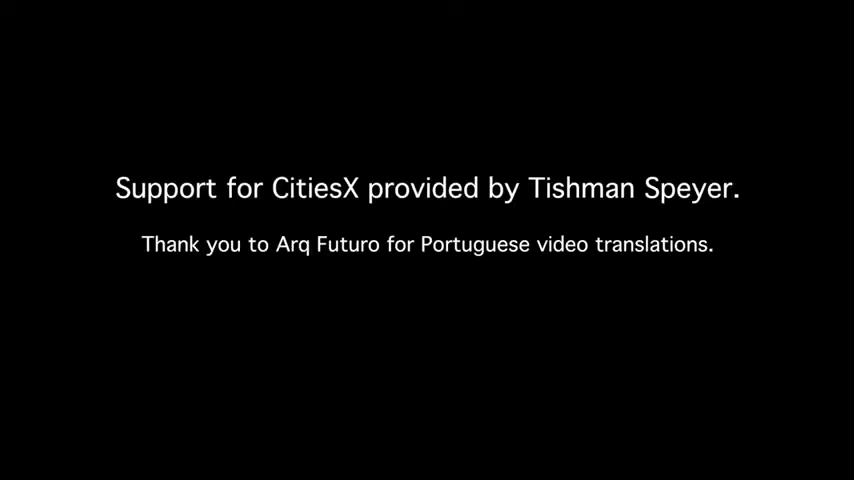 Support for CitiesX provided by Tishman Speyer.
Thank you to Arq Futuro for Portuguese video translations.